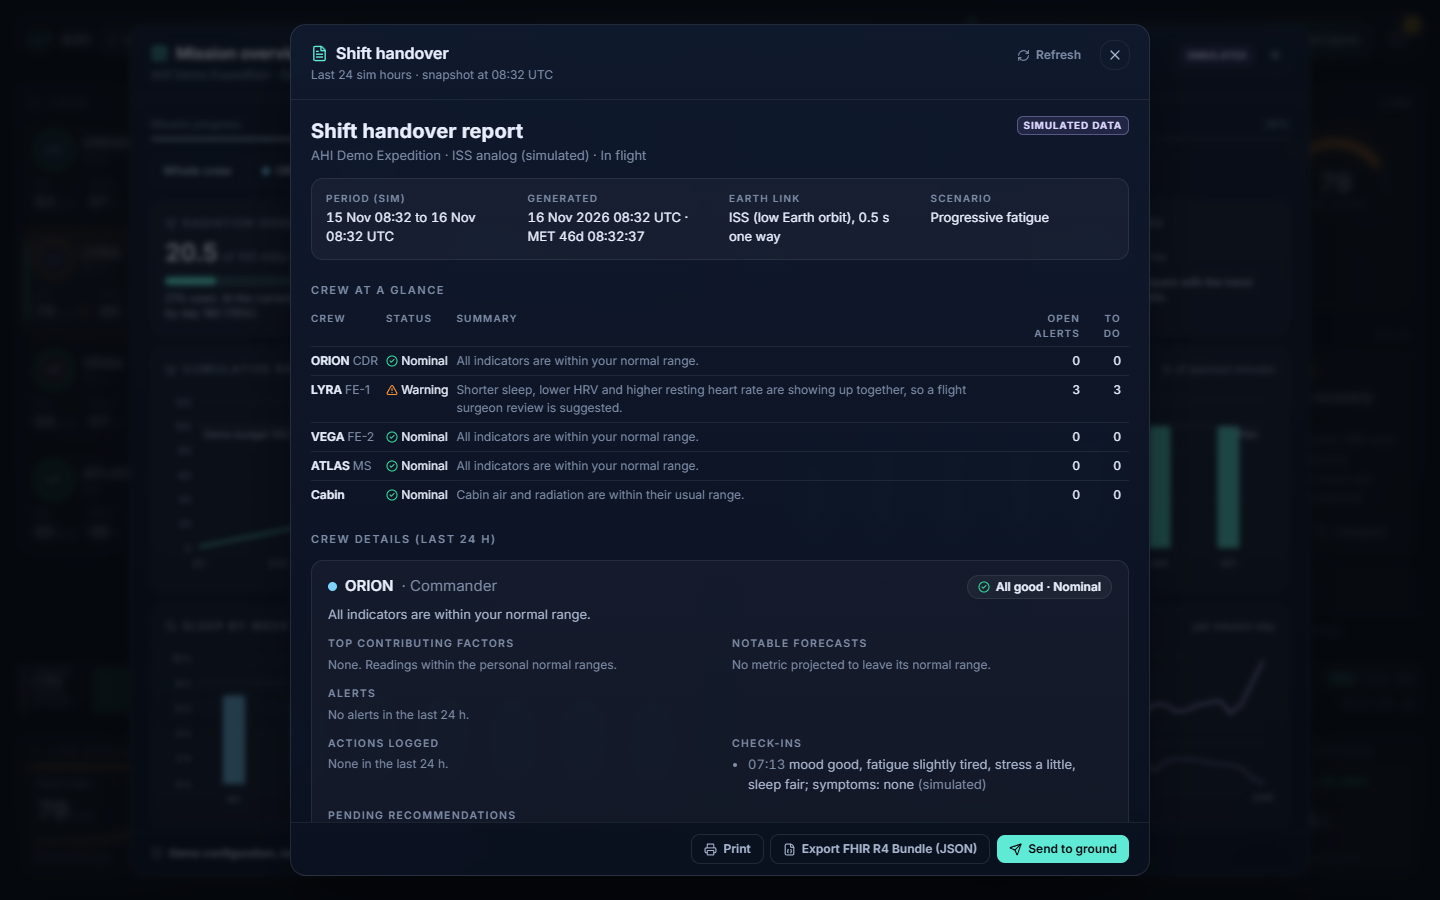 Shift handover
Refresh
Last 24 sim hours · snapshot at 08:32 UTC
Shift handover report
SIMULATED DATA
AHI Demo Expedition · ISS analog (simulated) · In flight
PERIOD (SIM)
15 Nov 08:32 to 16 Nov
08:32 UTC
GENERATED
16 Nov 2026 08:32 UTC ·
MET 46d 08:32:37
EARTH LINK
ISS (low Earth orbit), 0.5 s
one way
SCENARIO
Progressive fatigue
CREW AT A GLANCE
CREW STATUS SUMMARY OPEN ALERTS TO DO
ORION CDR Nominal All indicators are within your normal range. 0 0
LYRA FE-1 Warning Shorter sleep, lower HRV and higher resting heart rate are showing up together, so a flight 3 3
surgeon review is suggested.
VEGA FE-2 Nominal All indicators are within your normal range. 0 0
ATLAS MS Nominal All indicators are within your normal range. 0 0
Cabin Nominal Cabin air and radiation are within their usual range. 0 0
CREW DETAILS (LAST 24 H)
ORION · Commander
All good · Nominal
All indicators are within your normal range.
TOP CONTRIBUTING FACTORS
None. Readings within the personal normal ranges.
NOTABLE FORECASTS
No metric projected to leave its normal range.
ALERTS
No alerts in the last 24 h.
ACTIONS LOGGED
None in the last 24 h.
CHECK-INS
• 07:13 mood good, fatigue slightly tired, stress a little,
sleep fair; symptoms: none (simulated)
PENDING RECOMMENDATIONS
Print
Export FHIR R4 Bundle (JSON)
Send to ground
Mission overv
20.5
SIMULATED
70